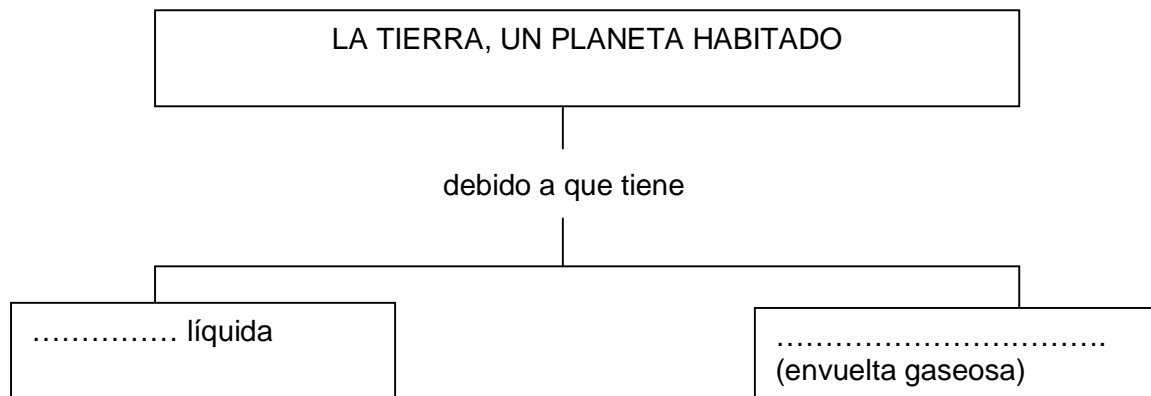 LA TIERRA, UN PLANETA HABITADO
debido a que tiene
…………… líquida
…………………………………
(envuelta gaseosa)